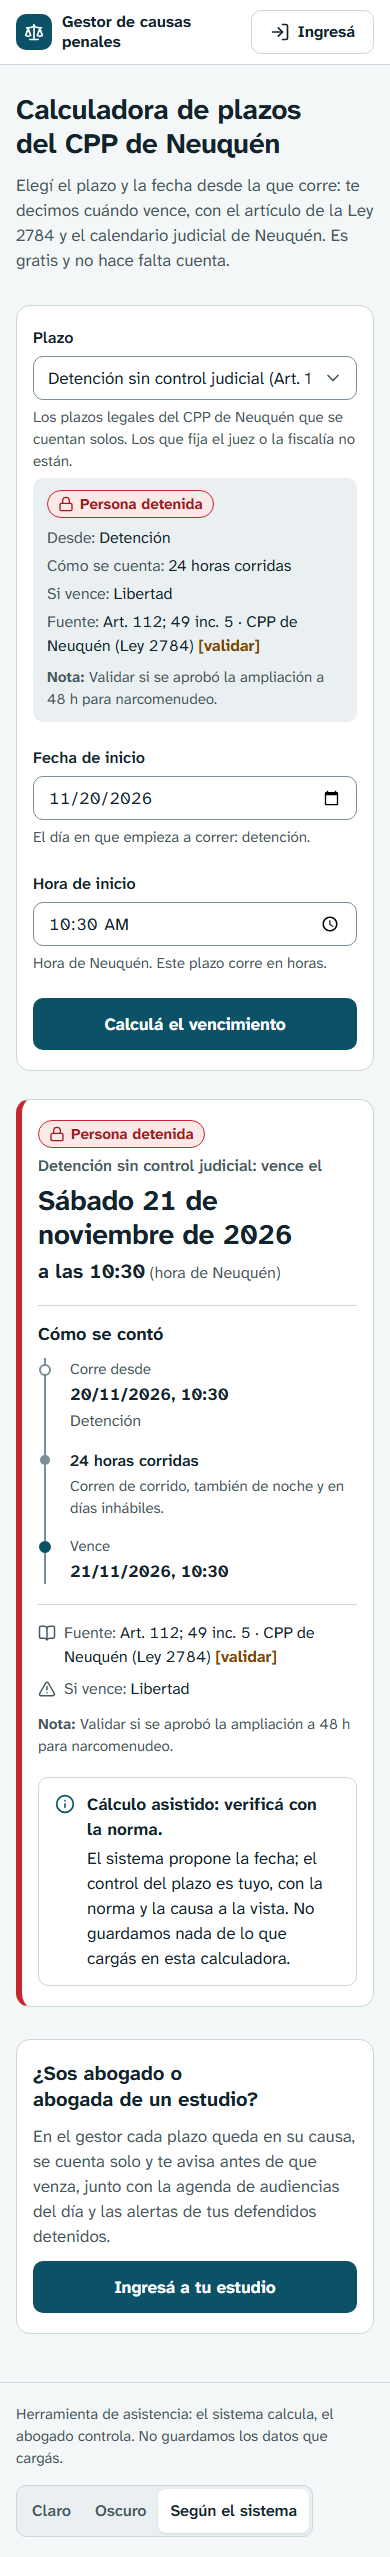 Gestor de causas
penales
Ingresá
Calculadora de plazos
del CPP de Neuquén
Elegí el plazo y la fecha desde la que corre: te
decimos cuándo vence, con el artículo de la Ley
2784 y el calendario judicial de Neuquén. Es
gratis y no hace falta cuenta.
Plazo
Detención sin control judicial (Art. 1
Los plazos legales del CPP de Neuquén que se
cuentan solos. Los que fija el juez o la fiscalía no
están.
Persona detenida
Desde: Detención
Cómo se cuenta: 24 horas corridas
Si vence: Libertad
Fuente: Art. 112; 49 inc. 5 · CPP de
Neuquén (Ley 2784) [validar]
Nota: Validar si se aprobó la ampliación a
48 h para narcomenudeo.
Fecha de inicio
11/20/2026
El día en que empieza a correr: detención.
Hora de inicio
10:30 AM
Hora de Neuquén. Este plazo corre en horas.
Calculá el vencimiento
Persona detenida
Detención sin control judicial: vence el
Sábado 21 de
noviembre de 2026
a las 10:30 (hora de Neuquén)
Cómo se contó
Corre desde
20/11/2026, 10:30
Detención
24 horas corridas
Corren de corrido, también de noche y en
días inhábiles.
Vence
21/11/2026, 10:30
Fuente: Art. 112; 49 inc. 5 · CPP de
Neuquén (Ley 2784) [validar]
Si vence: Libertad
Nota: Validar si se aprobó la ampliación a 48 h
para narcomenudeo.
Cálculo asistido: verificá con
la norma.
El sistema propone la fecha; el
control del plazo es tuyo, con la
norma y la causa a la vista. No
guardamos nada de lo que
cargás en esta calculadora.
¿Sos abogado o
abogada de un estudio?
En el gestor cada plazo queda en su causa,
se cuenta solo y te avisa antes de que
venza, junto con la agenda de audiencias
del día y las alertas de tus defendidos
detenidos.
Ingresá a tu estudio
Herramienta de asistencia: el sistema calcula, el
abogado controla. No guardamos los datos que
cargás.
Claro
Oscuro
Según el sistema